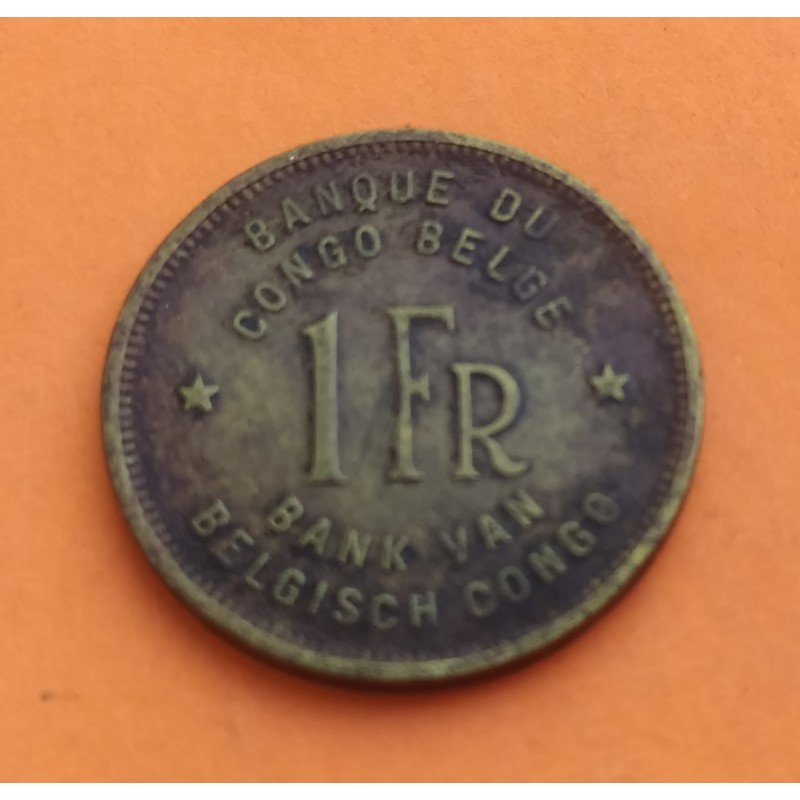 BANQUE DU
CONGO BELGE
1 FR
BANK VAN
BELGISCH CONGO